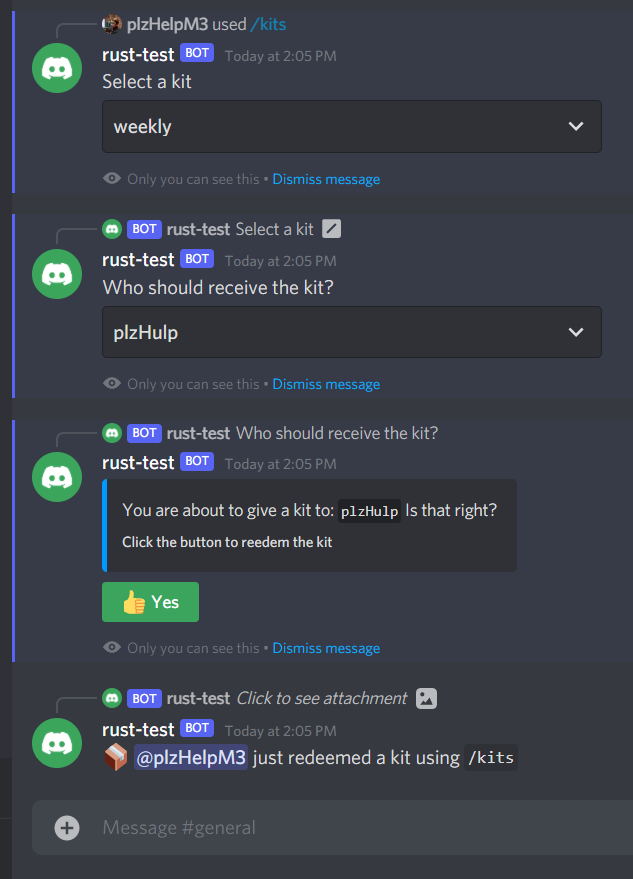 plzHelpM3 used /kits
rust-test BOT Today at 2:05 PM
Select a kit
weekly
Only you can see this • Dismiss message
BOT rust-test Select a kit
rust-test BOT Today at 2:05 PM
Who should receive the kit?
plzHulp
Only you can see this • Dismiss message
BOT rust-test Who should receive the kit?
rust-test BOT Today at 2:05 PM
You are about to give a kit to: plzHulp Is that right?
Click the button to reedem the kit
Yes
Only you can see this • Dismiss message
BOT rust-test Click to see attachment
rust-test BOT Today at 2:05 PM
@plzHelpM3 just redeemed a kit using /kits
Message #general